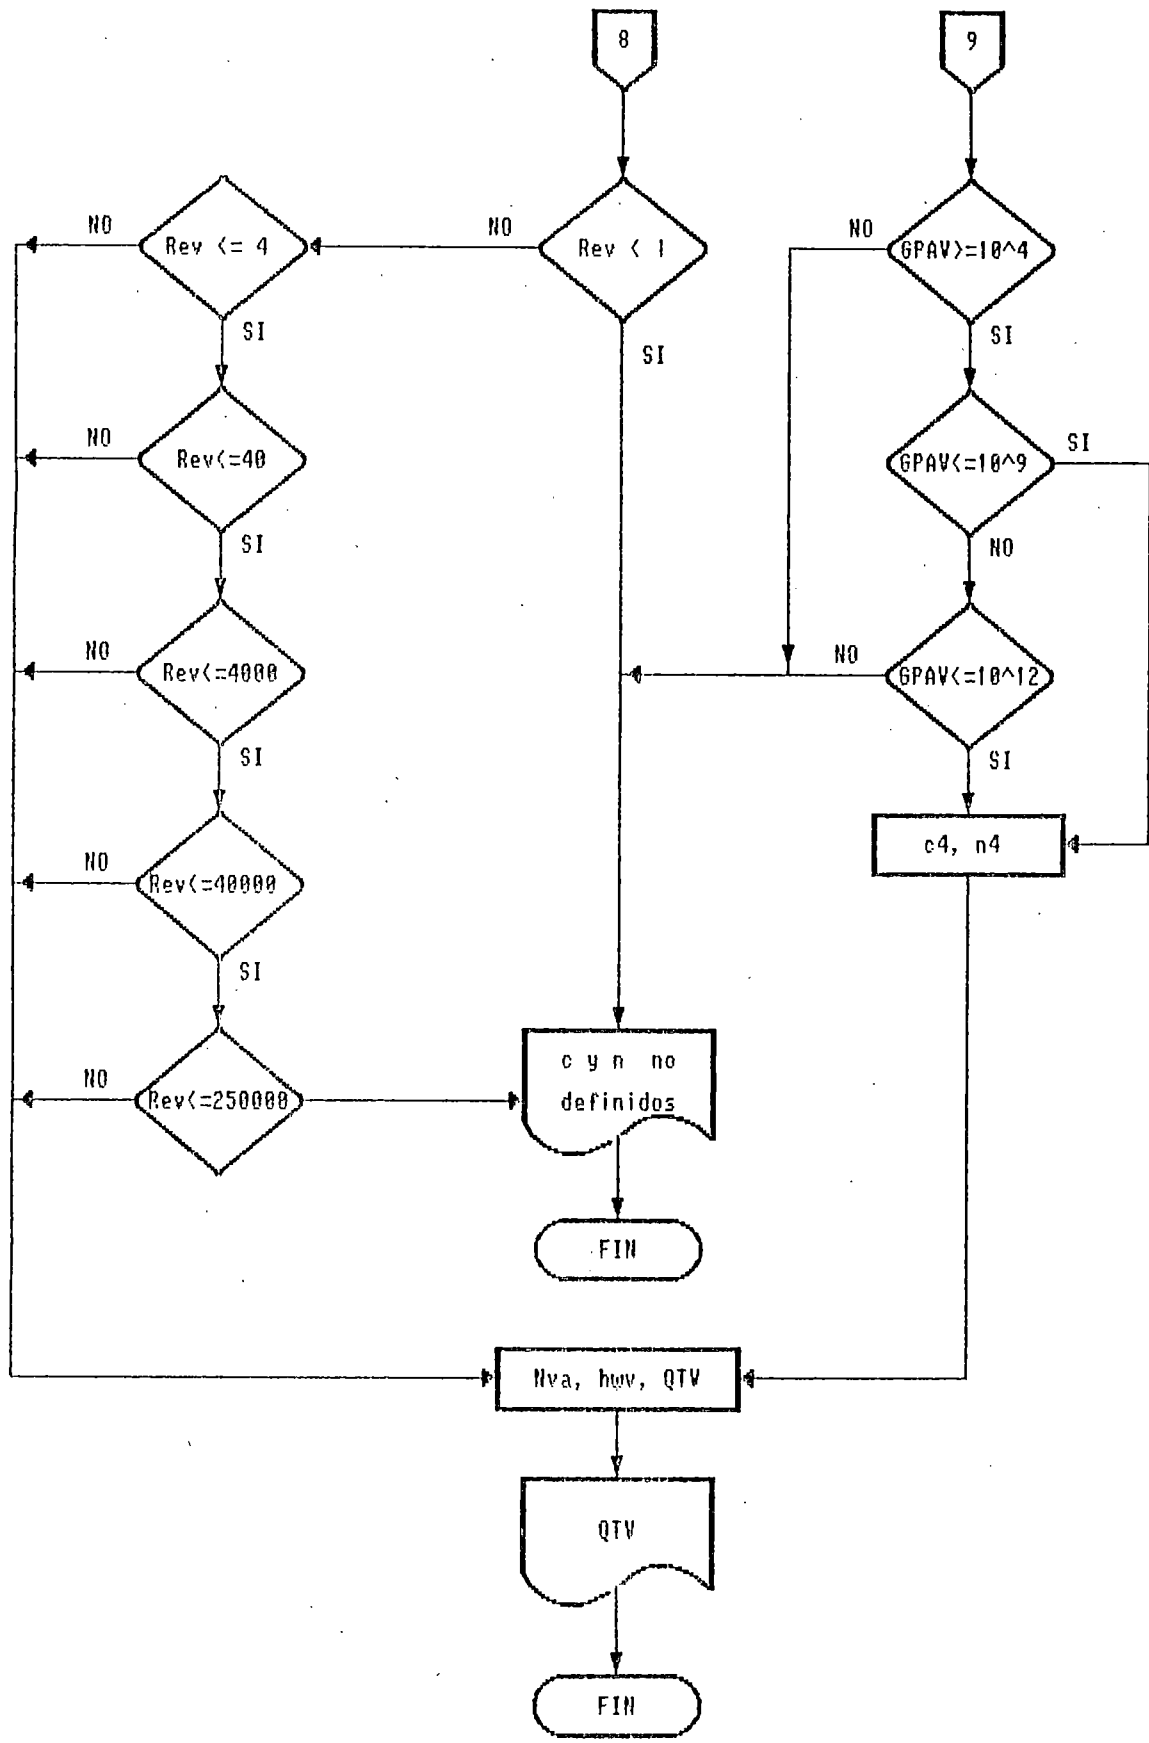 8
9
NO
Rev <= 4
NO
Rev < 1
NO
GPAV>=10^4
SI
SI
SI
NO
Rev<=40
GPAV<=10^9
SI
SI
NO
NO
Rev<=4000
NO
GPAV<=10^12
SI
SI
NO
Rev<=40000
c4, n4
SI
NO
Rev<=250000
c y n no
definidos
FIN
Nva, hwv, QTV
QTV
FIN